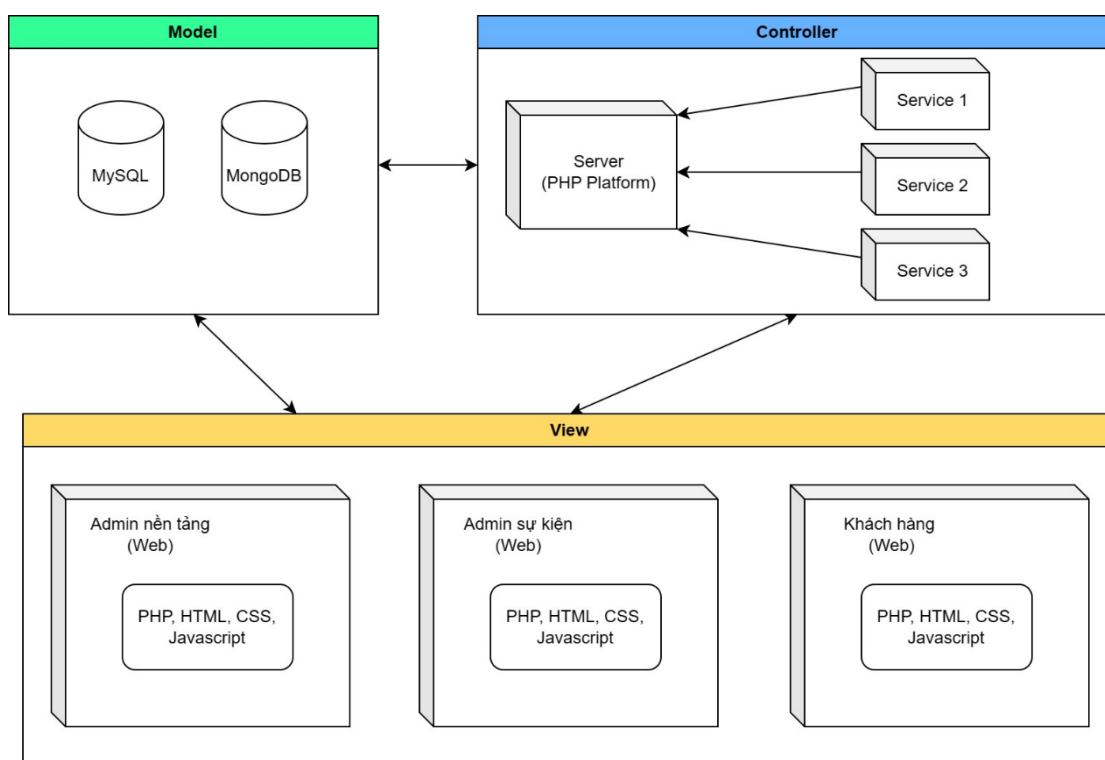 Model
MySQL
MongoDB
Controller
Server
(PHP Platform)
Service 1
Service 2
Service 3
View
Admin nền tảng
(Web)
PHP, HTML, CSS,
Javascript
Admin sự kiện
(Web)
PHP, HTML, CSS,
Javascript
Khách hàng
(Web)
PHP, HTML, CSS,
Javascript